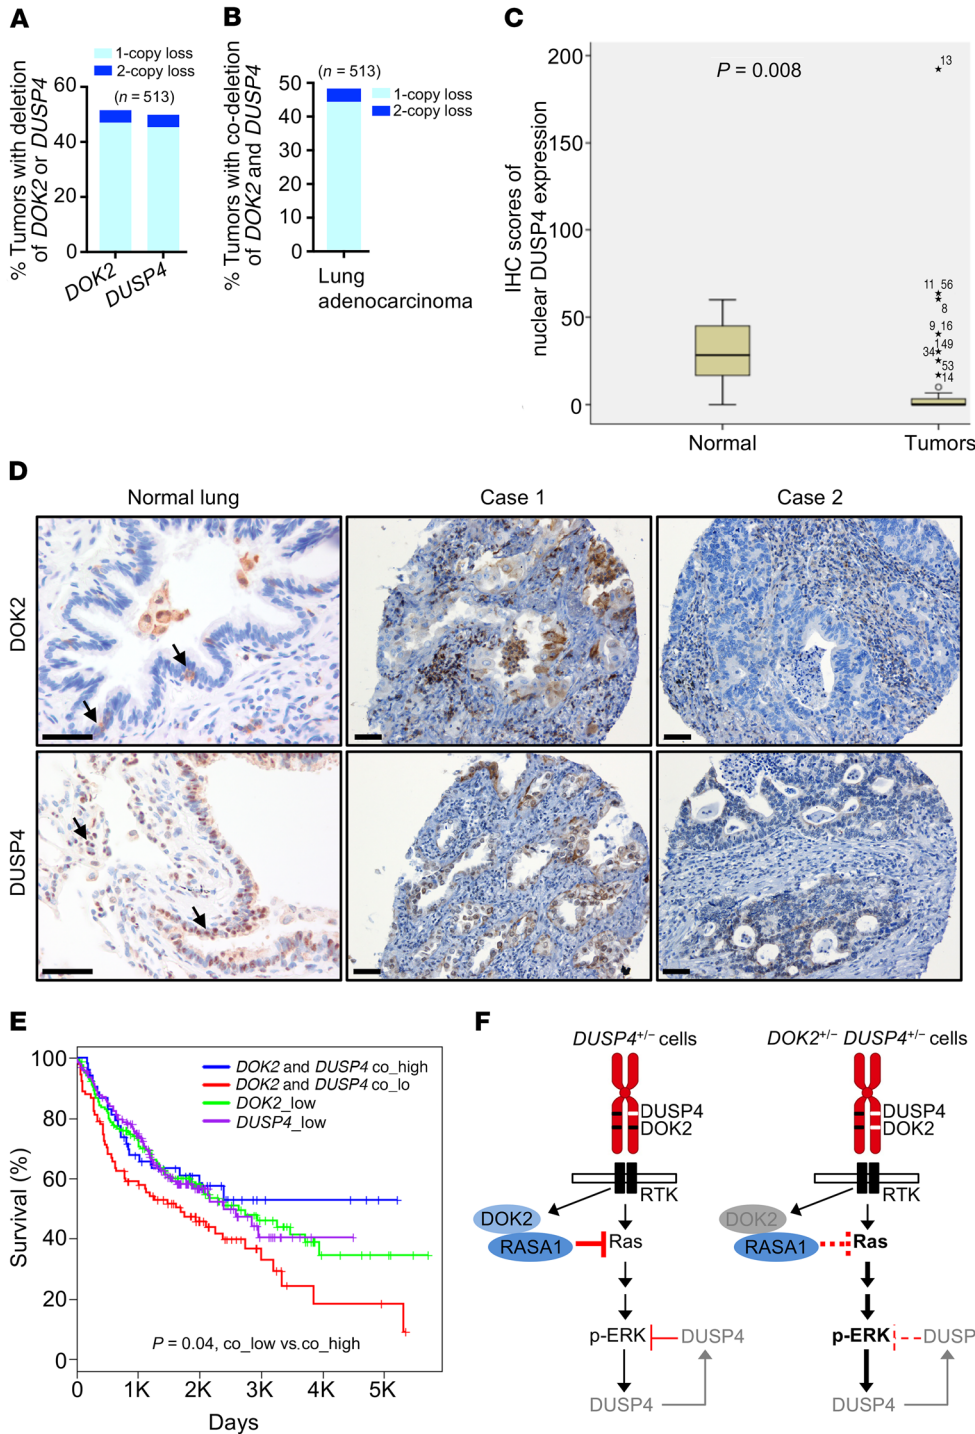 A
1-copy loss
2-copy loss
(n = 513)
% Tumors with deletion
of DOK2 or DUSP4
60
40
20
0
DOK2
DUSP4
B
(n = 513)
1-copy loss
2-copy loss
% Tumors with co-deletion
of DOK2 and DUSP4
50
40
30
20
10
0
Lung
adenocarcinoma
C
P = 0.008
IHC scores of
nuclear DUSP4 expression
200
150
100
50
0
13
11 56
8
9 16
149
34
53
14
Normal
Tumors
D
Normal lung
Case 1
Case 2
DOK2
DUSP4
E
Survival (%)
100
80
60
40
20
0
DOK2 and DUSP4 co_high
DOK2 and DUSP4 co_lo
DOK2_low
DUSP4_low
P = 0.04, co_low vs.co_high
0 1K 2K 3K 4K 5K
Days
F
DUSP4+/– cells
DUSP4
DOK2
RTK
DOK2
RASA1
Ras
p-ERK
DUSP4
DUSP4
DOK2+/– DUSP4+/– cells
DUSP4
DOK2
RTK
DOK2
RASA1
Ras
p-ERK
DUSP
DUSP4